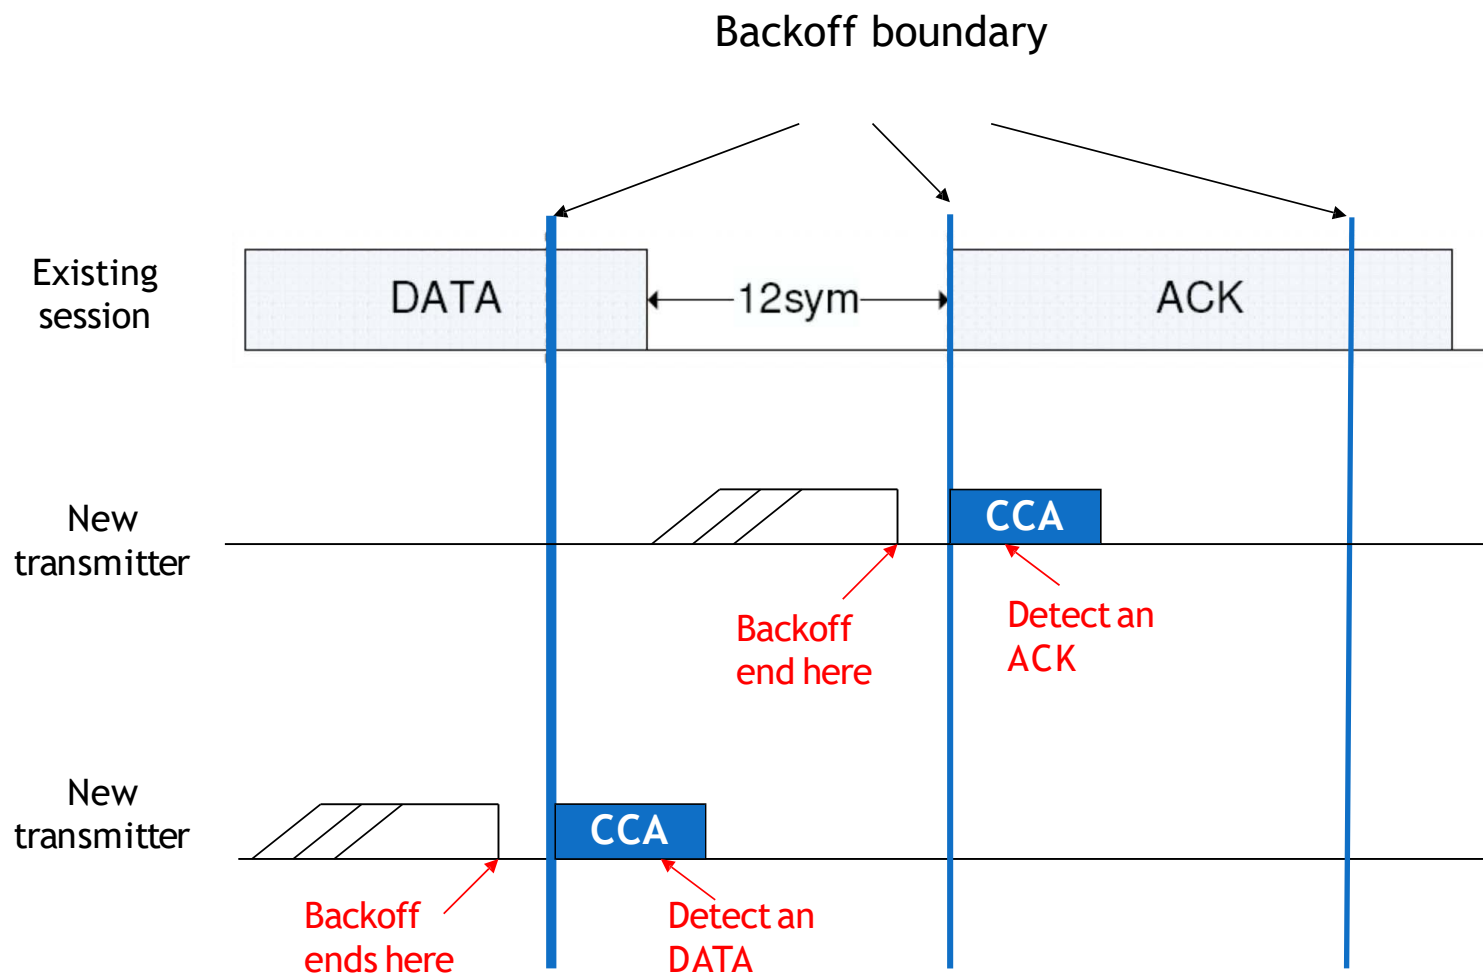 Backoff boundary
Existing
session
DATA
12sym
ACK
New
transmitter
CCA
Backoff
end here
Detect an
ACK
New
transmitter
CCA
Backoff
ends here
Detect an
DATA